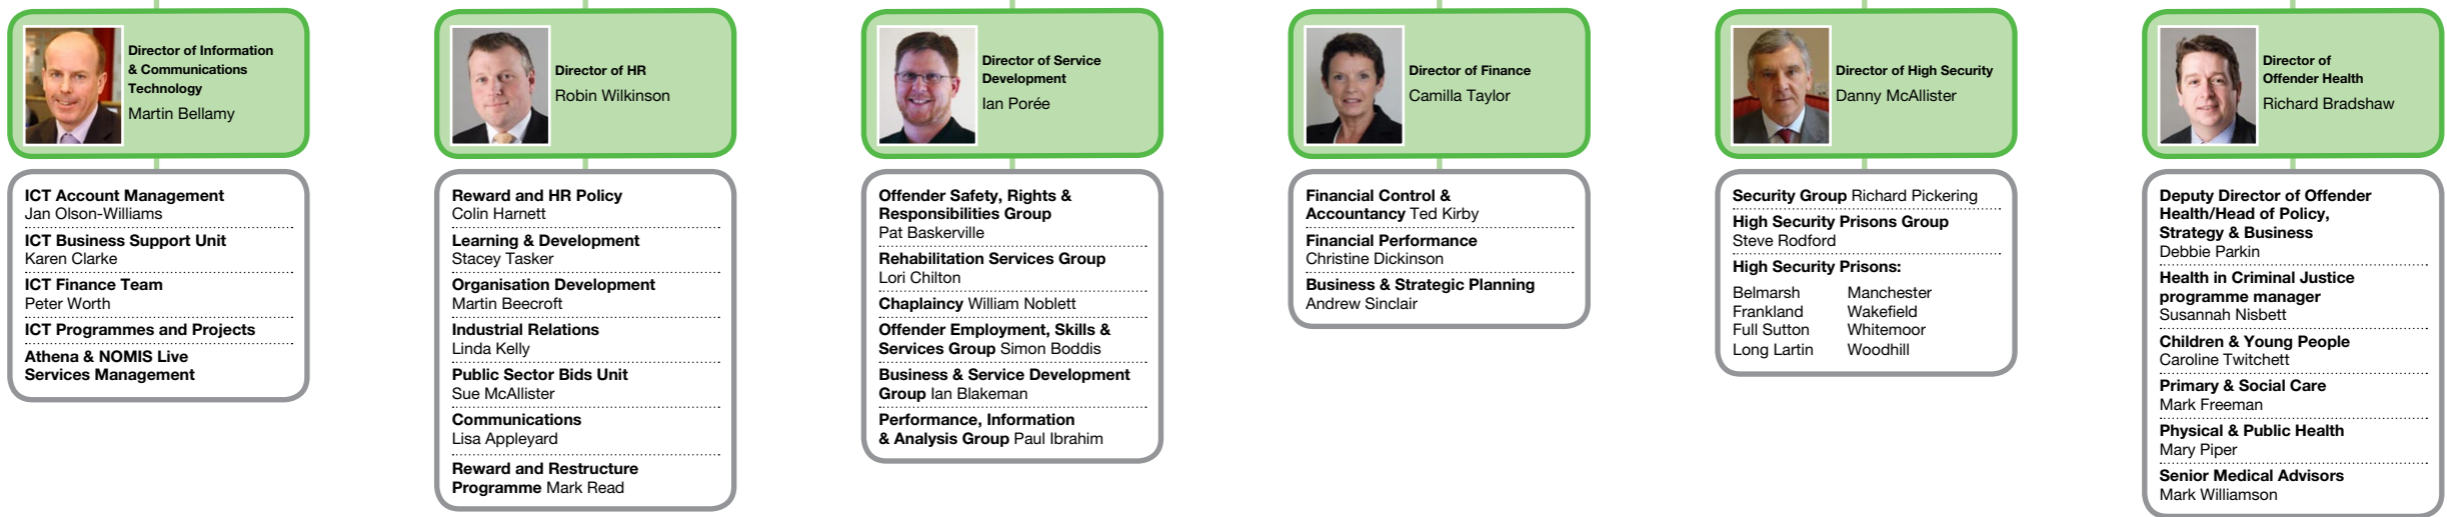 Director of Information
& Communications
Technology
Martin Bellamy
ICT Account Management
Jan Olson-Williams
ICT Business Support Unit
Karen Clarke
ICT Finance Team
Peter Worth
ICT Programmes and Projects
Athena & NOMIS Live
Services Management
Director of HR
Robin Wilkinson
Reward and HR Policy
Colin Harnett
Learning & Development
Stacey Tasker
Organisation Development
Martin Beecroft
Industrial Relations
Linda Kelly
Public Sector Bids Unit
Sue McAllister
Communications
Lisa Appleyard
Reward and Restructure
Programme Mark Read
Director of Service
Development
Ian Porée
Offender Safety, Rights &
Responsibilities Group
Pat Baskerville
Rehabilitation Services Group
Lori Chilton
Chaplaincy William Noblett
Offender Employment, Skills &
Services Group Simon Boddis
Business & Service Development
Group Ian Blakeman
Performance, Information
& Analysis Group Paul Ibrahim
Director of Finance
Camilla Taylor
Financial Control &
Accountancy Ted Kirby
Financial Performance
Christine Dickinson
Business & Strategic Planning
Andrew Sinclair
Director of High Security
Danny McAllister
Security Group Richard Pickering
High Security Prisons Group
Steve Rodford
High Security Prisons:
Belmarsh Manchester
Frankland Wakefield
Full Sutton Whitemoor
Long Lartin Woodhill
Director of
Offender Health
Richard Bradshaw
Deputy Director of Offender
Health/Head of Policy,
Strategy & Business
Debbie Parkin
Health in Criminal Justice
programme manager
Susannah Nisbett
Children & Young People
Caroline Twitchett
Primary & Social Care
Mark Freeman
Physical & Public Health
Mary Piper
Senior Medical Advisors
Mark Williamson